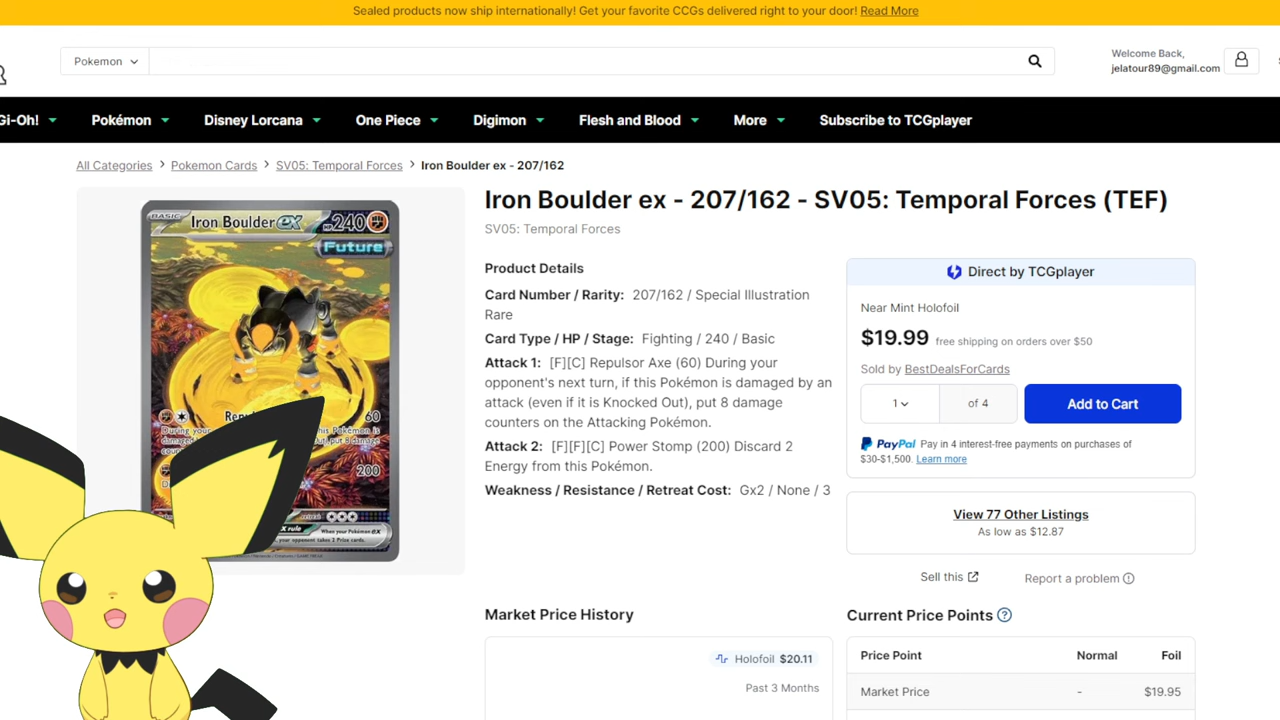 Sealed products now ship internationally! Get your favorite CCGs delivered right to your door! Read More
Pokemon
Welcome Back,
jelatour89@gmail.com
Gi-Oh!
Pokémon
Disney Lorcana
One Piece
Digimon
Flesh and Blood
More
Subscribe to TCGplayer
All Categories > Pokemon Cards > SV05: Temporal Forces > Iron Boulder ex - 207/162
BASIC Iron Boulder ex HP 240
Future
60
200
Iron Boulder ex - 207/162 - SV05: Temporal Forces (TEF)
SV05: Temporal Forces
Product Details
Card Number / Rarity: 207/162 / Special Illustration
Rare
Card Type / HP / Stage: Fighting / 240 / Basic
Attack 1: [F][C] Repulsor Axe (60) During your
opponent's next turn, if this Pokémon is damaged by an
attack (even if it is Knocked Out), put 8 damage
counters on the Attacking Pokémon.
Attack 2: [F][F][C] Power Stomp (200) Discard 2
Energy from this Pokémon.
Weakness / Resistance / Retreat Cost: Gx2 / None / 3
Direct by TCGplayer
Near Mint Holofoil
$19.99 free shipping on orders over $50
Sold by BestDealsForCards
1 of 4
Add to Cart
PayPal Pay in 4 interest-free payments on purchases of
$30-$1,500. Learn more
View 77 Other Listings
As low as $12.87
Sell this
Report a problem
Market Price History
Holofoil $20.11
Past 3 Months
Current Price Points
Price Point Normal Foil
Market Price - $19.95